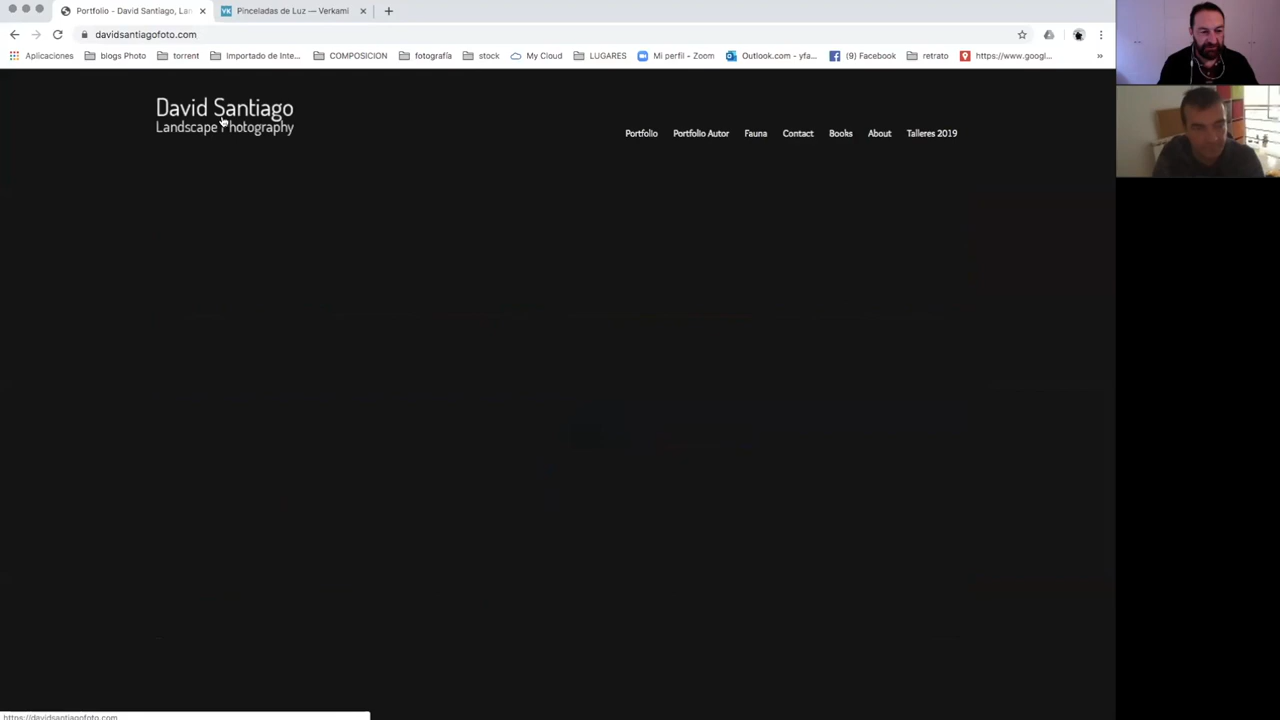 Portfolio - David Santiago, Lan
Pinceladas de Luz — Verkami
davidsantiagofoto.com
Aplicaciones
blogs Photo
torrent
Importado de Inte...
COMPOSICION
fotografía
stock
My Cloud
LUGARES
Mi perfil - Zoom
Outlook.com - yfa...
(9) Facebook
retrato
https://www.googl...
»
David Santiago
Landscape Photography
Portfolio
Portfolio Autor
Fauna
Contact
Books
About
Talleres 2019
https://davidsantiagofoto.com